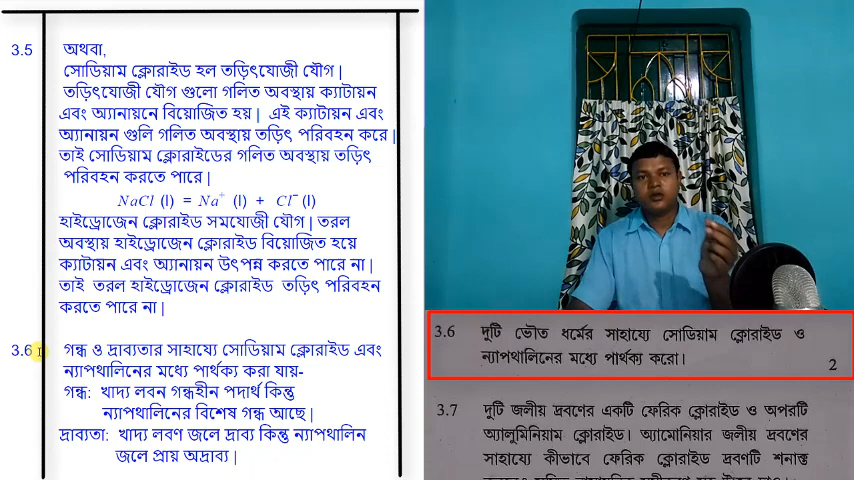 3.5 অথবা,
সোডিয়াম ক্লোরাইড হল তড়িৎযোজী যৌগ |
তড়িৎযোজী যৌগ গুলো গলিত অবস্থায় ক্যাটায়ন
এবং অ্যানায়নে বিয়োজিত হয় | এই ক্যাটায়ন এবং
অ্যানায়ন গুলি গলিত অবস্থায় তড়িৎ পরিবহন করে |
তাই সোডিয়াম ক্লোরাইডের গলিত অবস্থায় তড়িৎ
পরিবহন করতে পারে |
NaCl (l) = Na⁺ (l) + Cl⁻ (l)
হাইড্রোজেন ক্লোরাইড সমযোজী যৌগ | তরল
অবস্থায় হাইড্রোজেন ক্লোরাইড বিয়োজিত হয়ে
ক্যাটায়ন এবং অ্যানায়ন উৎপন্ন করতে পারে না |
তাই তরল হাইড্রোজেন ক্লোরাইড তড়িৎ পরিবহন
করতে পারে না |
3.6 গন্ধ ও দ্রাব্যতার সাহায্যে সোডিয়াম ক্লোরাইড এবং
ন্যাপথালিনের মধ্যে পার্থক্য করা যায়-
গন্ধ: খাদ্য লবন গন্ধহীন পদার্থ কিন্তু
ন্যাপথালিনের বিশেষ গন্ধ আছে |
দ্রাব্যতা: খাদ্য লবণ জলে দ্রাব্য কিন্তু ন্যাপথালিন
জলে প্রায় অদ্রাব্য |
3.6 দুটি ভৌত ধর্মের সাহায্যে সোডিয়াম ক্লোরাইড ও
ন্যাপথালিনের মধ্যে পার্থক্য করো। 2
3.7 দুটি জলীয় দ্রবণের একটি ফেরিক ক্লোরাইড ও অপরটি
অ্যালুমিনিয়াম ক্লোরাইড। অ্যামোনিয়ার জলীয় দ্রবণের
সাহায্যে কীভাবে ফেরিক ক্লোরাইড দ্রবণটি শনাক্ত